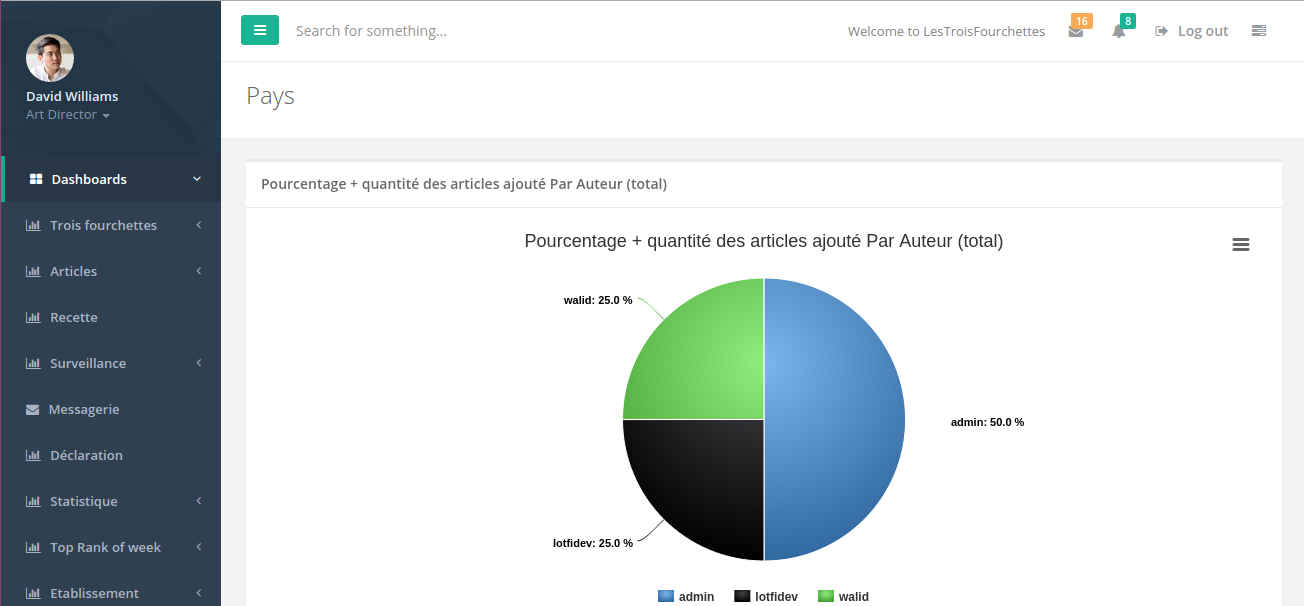 David Williams
Art Director
Dashboards
Trois fourchettes
Articles
Recette
Surveillance
Messagerie
Déclaration
Statistique
Top Rank of week
Etablissement
Search for something...
Welcome to LesTroisFourchettes
16
8
Log out
Pays
Pourcentage + quantité des articles ajouté Par Auteur (total)
Pourcentage + quantité des articles ajouté Par Auteur (total)
walid: 25.0 %
admin: 50.0 %
lotfidev: 25.0 %
admin lotfidev walid